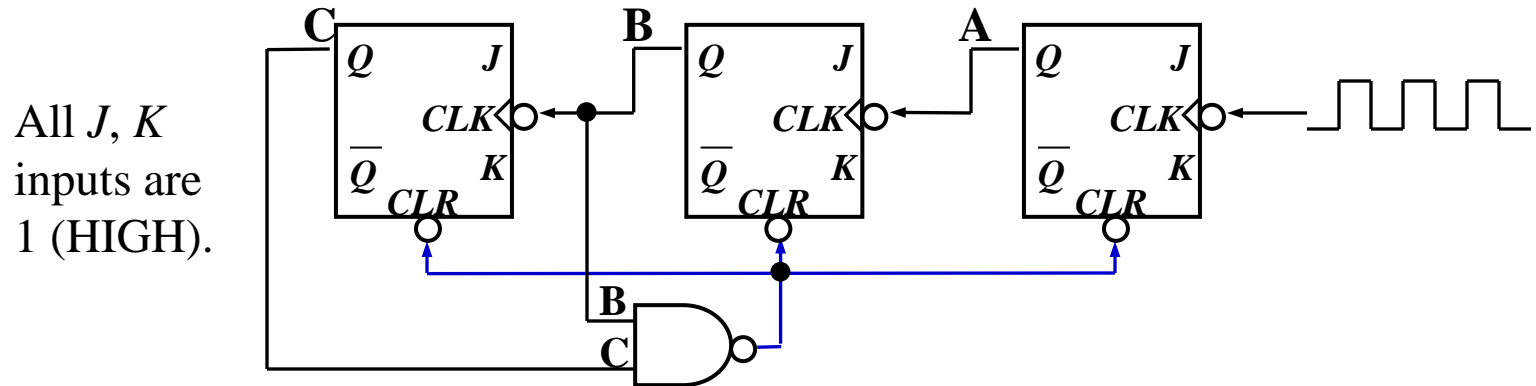 C
B
A
Q J
Q J
Q J
All J, K
inputs are
1 (HIGH).
CLK
CLK
CLK
Q̅ K
Q̅ K
Q̅ K
CLR
CLR
CLR
B
C